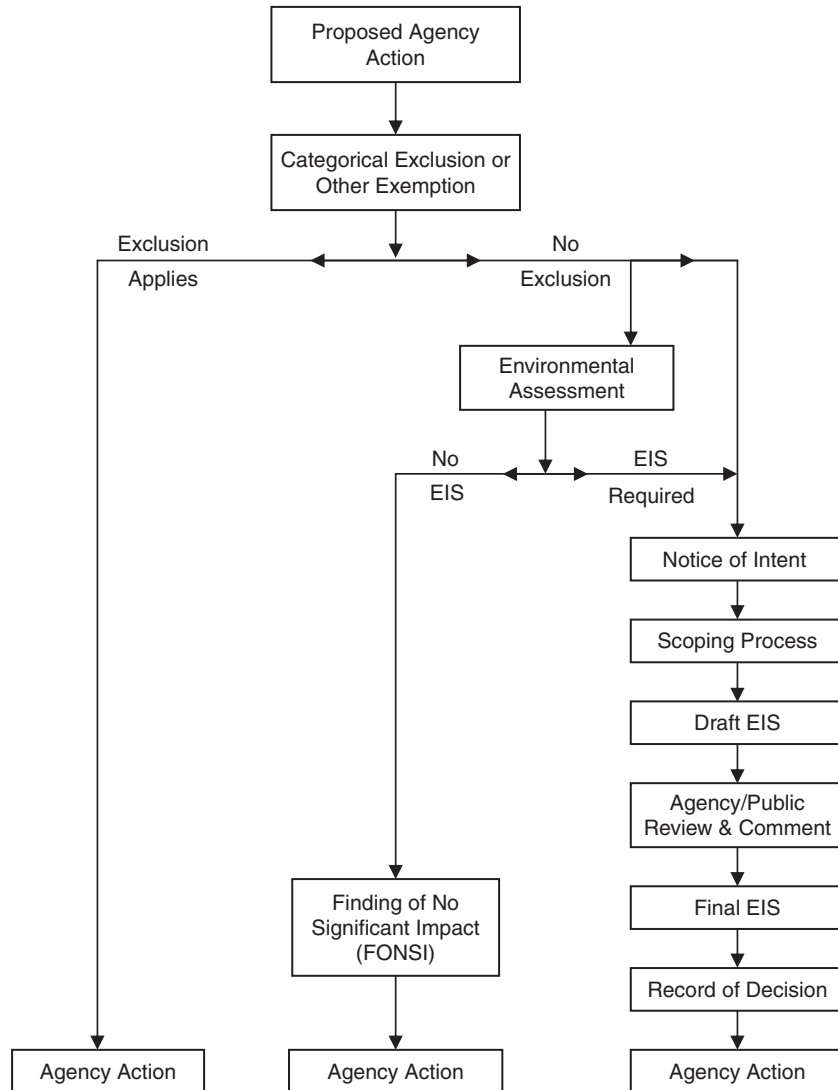 Proposed Agency
Action
Categorical Exclusion or
Other Exemption
Exclusion
Applies
No
Exclusion
Environmental
Assessment
No
EIS
EIS
Required
Notice of Intent
Scoping Process
Draft EIS
Agency/Public
Review & Comment
Finding of No
Significant Impact
(FONSI)
Final EIS
Record of Decision
Agency Action
Agency Action
Agency Action